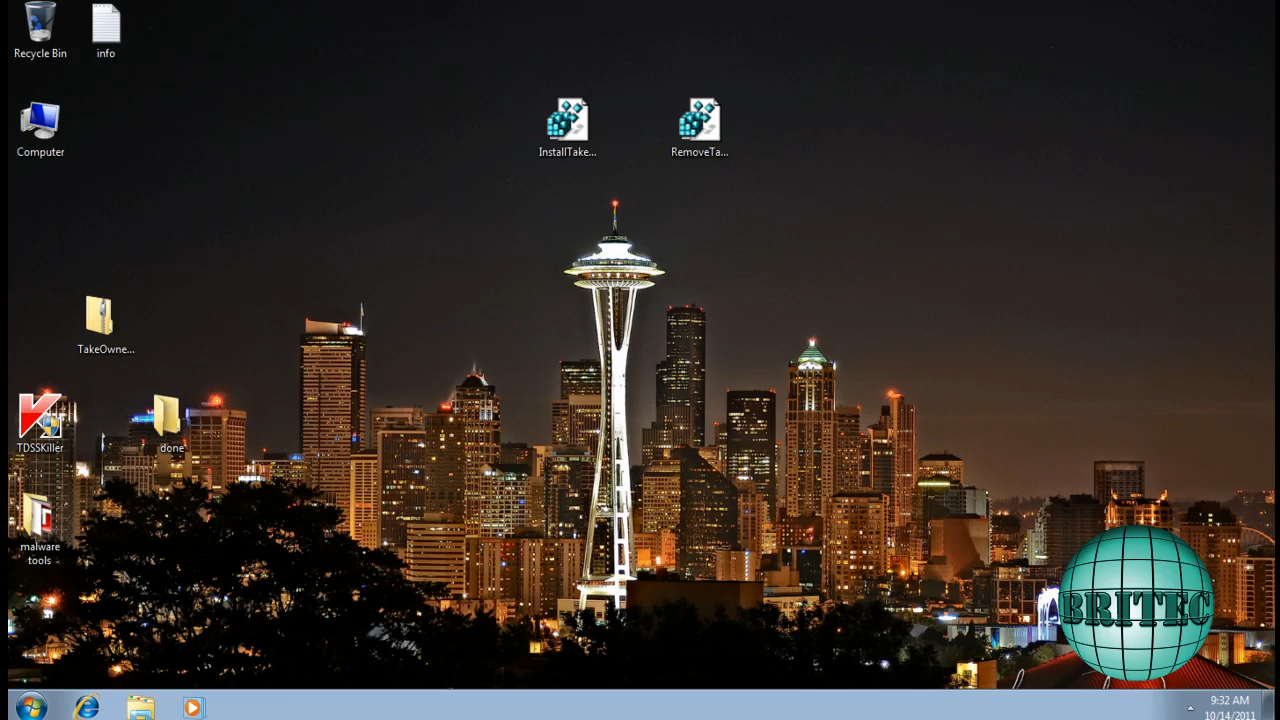 Recycle Bin
info
Computer
InstallTake...
RemoveTa...
TakeOwne...
TDSSKiller
done
malware
tools
BRITEC
9:32 AM
10/14/2011